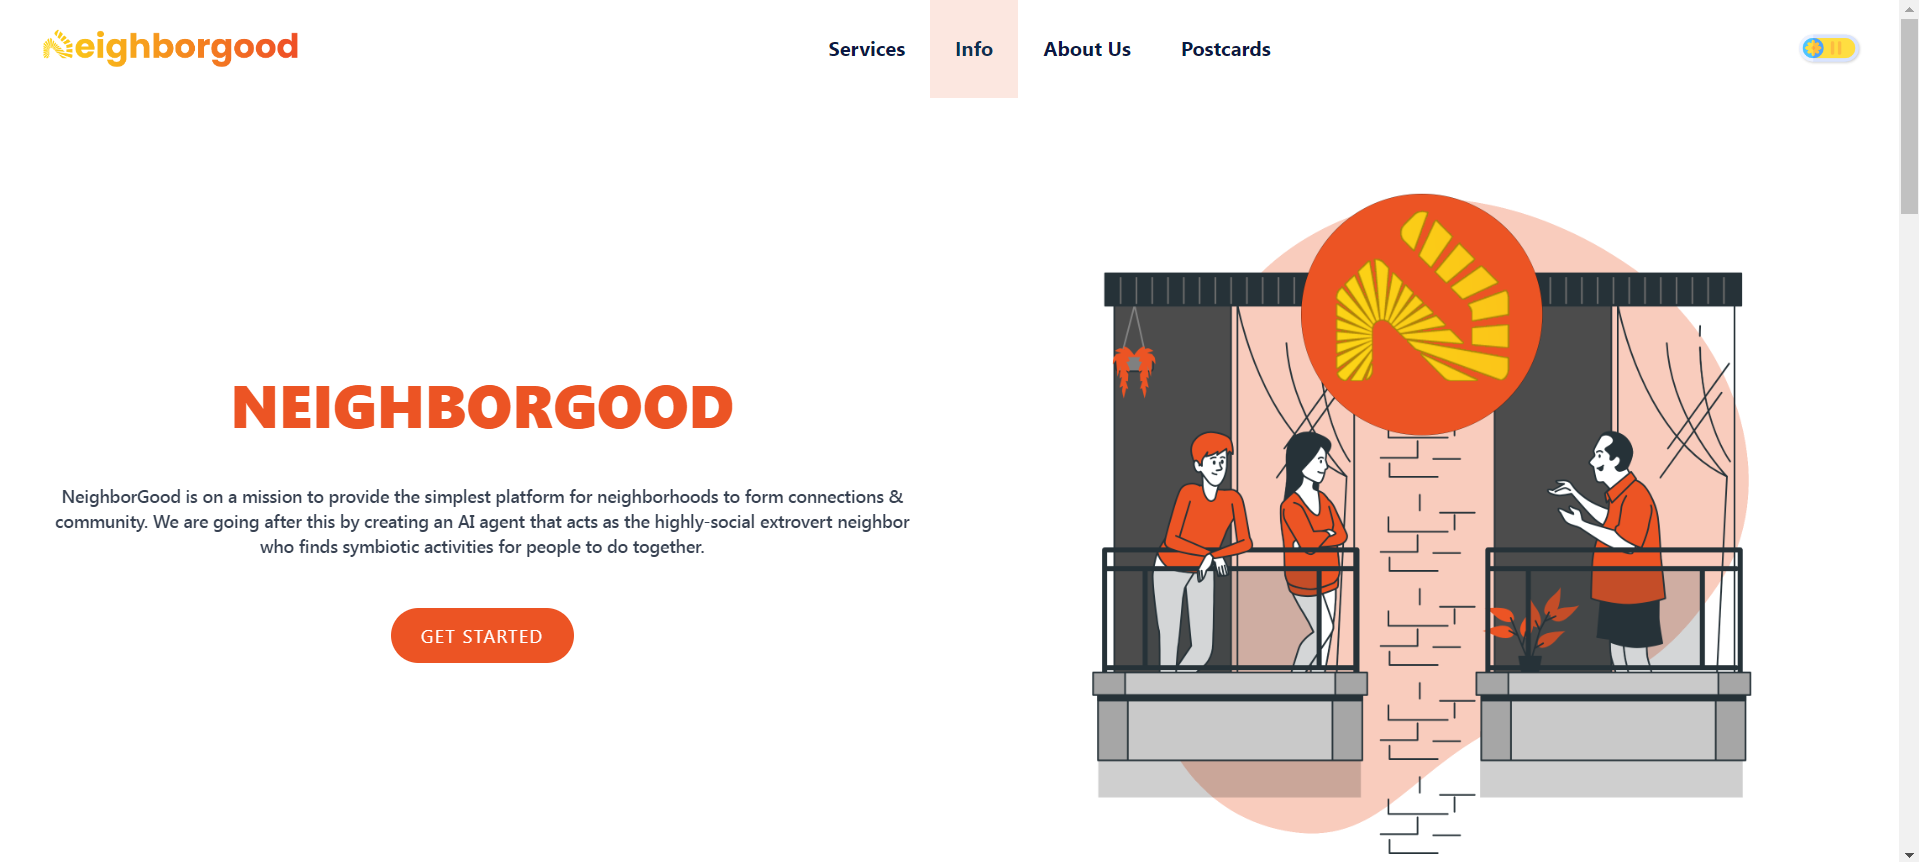 Neighborgood
Services Info About Us Postcards
NEIGHBORGOOD
NeighborGood is on a mission to provide the simplest platform for neighborhoods to form connections &
community. We are going after this by creating an AI agent that acts as the highly-social extrovert neighbor
who finds symbiotic activities for people to do together.
GET STARTED